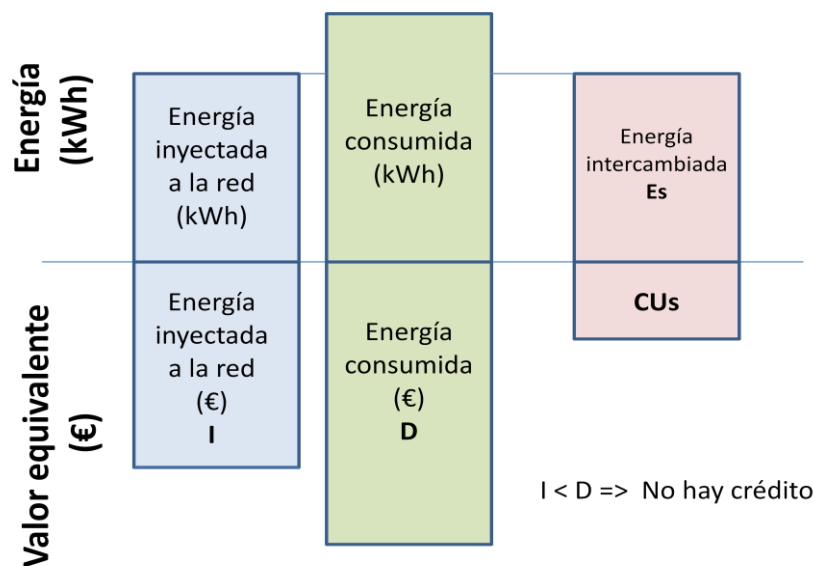 Energía
(kWh)
Energía
inyectada
a la red
(kWh)
Energía
consumida
(kWh)
Energía
intercambiada
Es
Valor equivalente
(€)
Energía
inyectada
a la red
(€)
I
Energía
consumida
(€)
D
CUs
I < D => No hay crédito